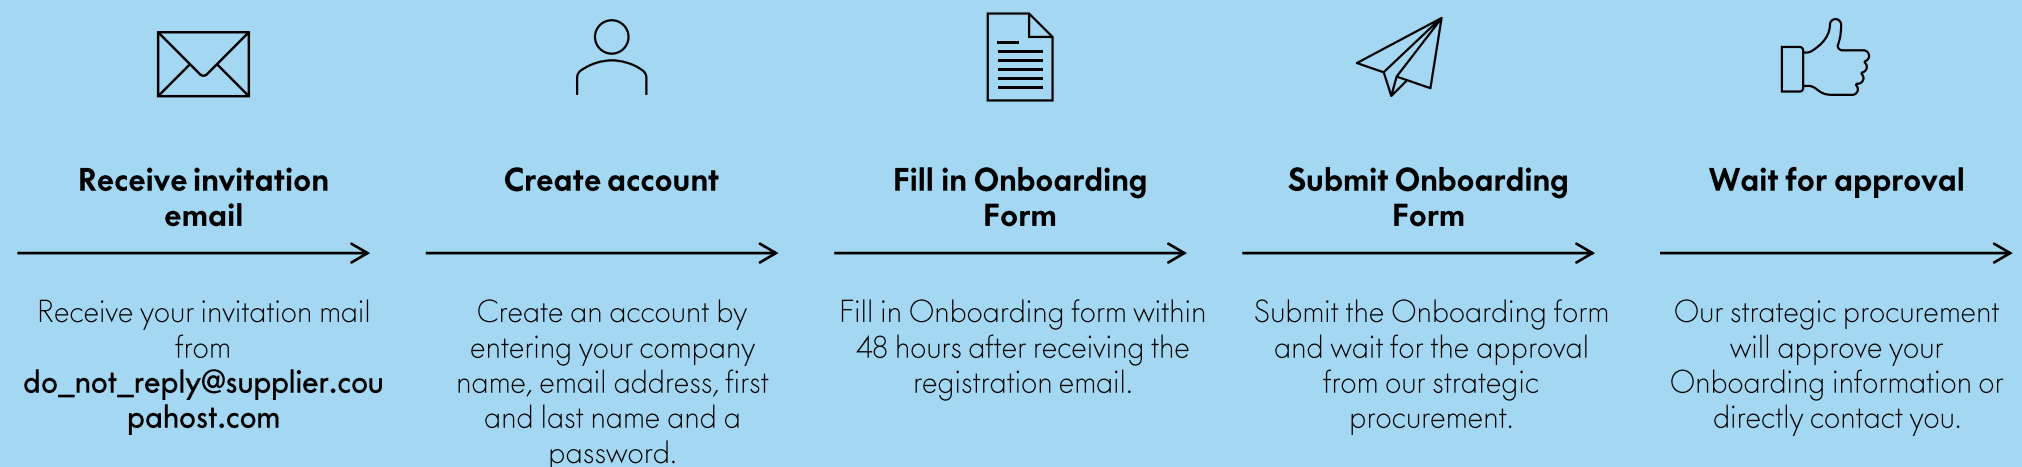 Receive invitation
email
Receive your invitation mail
from
do_not_reply@supplier.cou
pahost.com
Create account
Create an account by
entering your company
name, email address, first
and last name and a
password.
Fill in Onboarding
Form
Fill in Onboarding form within
48 hours after receiving the
registration email.
Submit Onboarding
Form
Submit the Onboarding form
and wait for the approval
from our strategic
procurement.
Wait for approval
Our strategic procurement
will approve your
Onboarding information or
directly contact you.